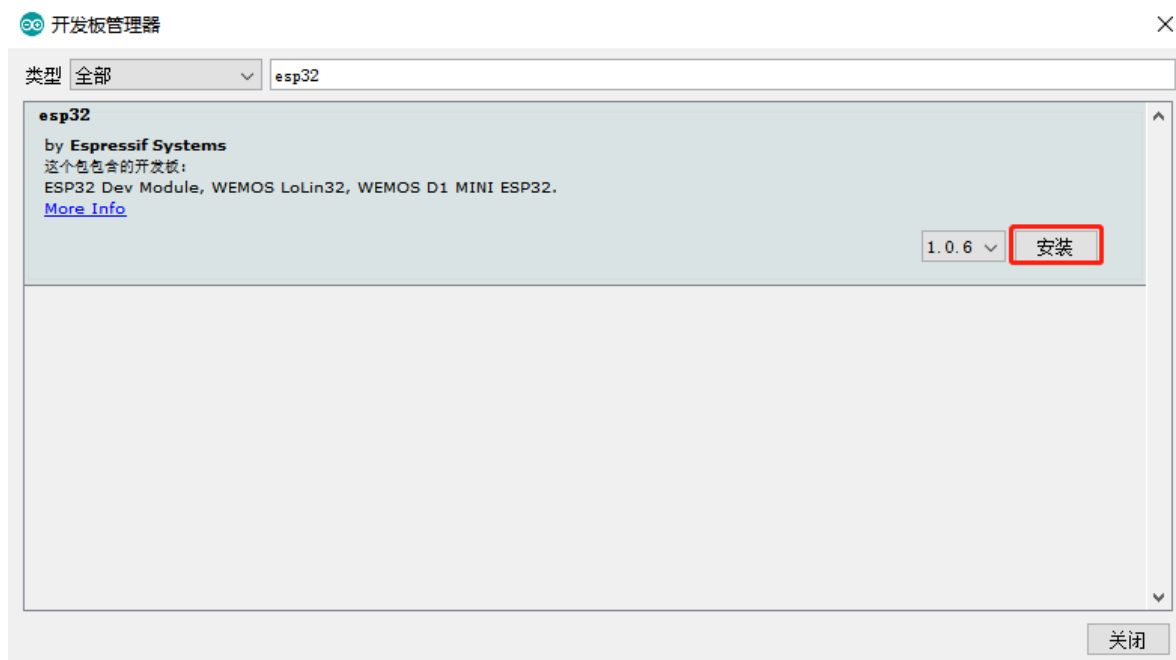 开发板管理器
类型 全部 esp32
esp32
by Espressif Systems
这个包包含的开发板:
ESP32 Dev Module, WEMOS LoLin32, WEMOS D1 MINI ESP32.
More Info
1.0.6 安装
关闭